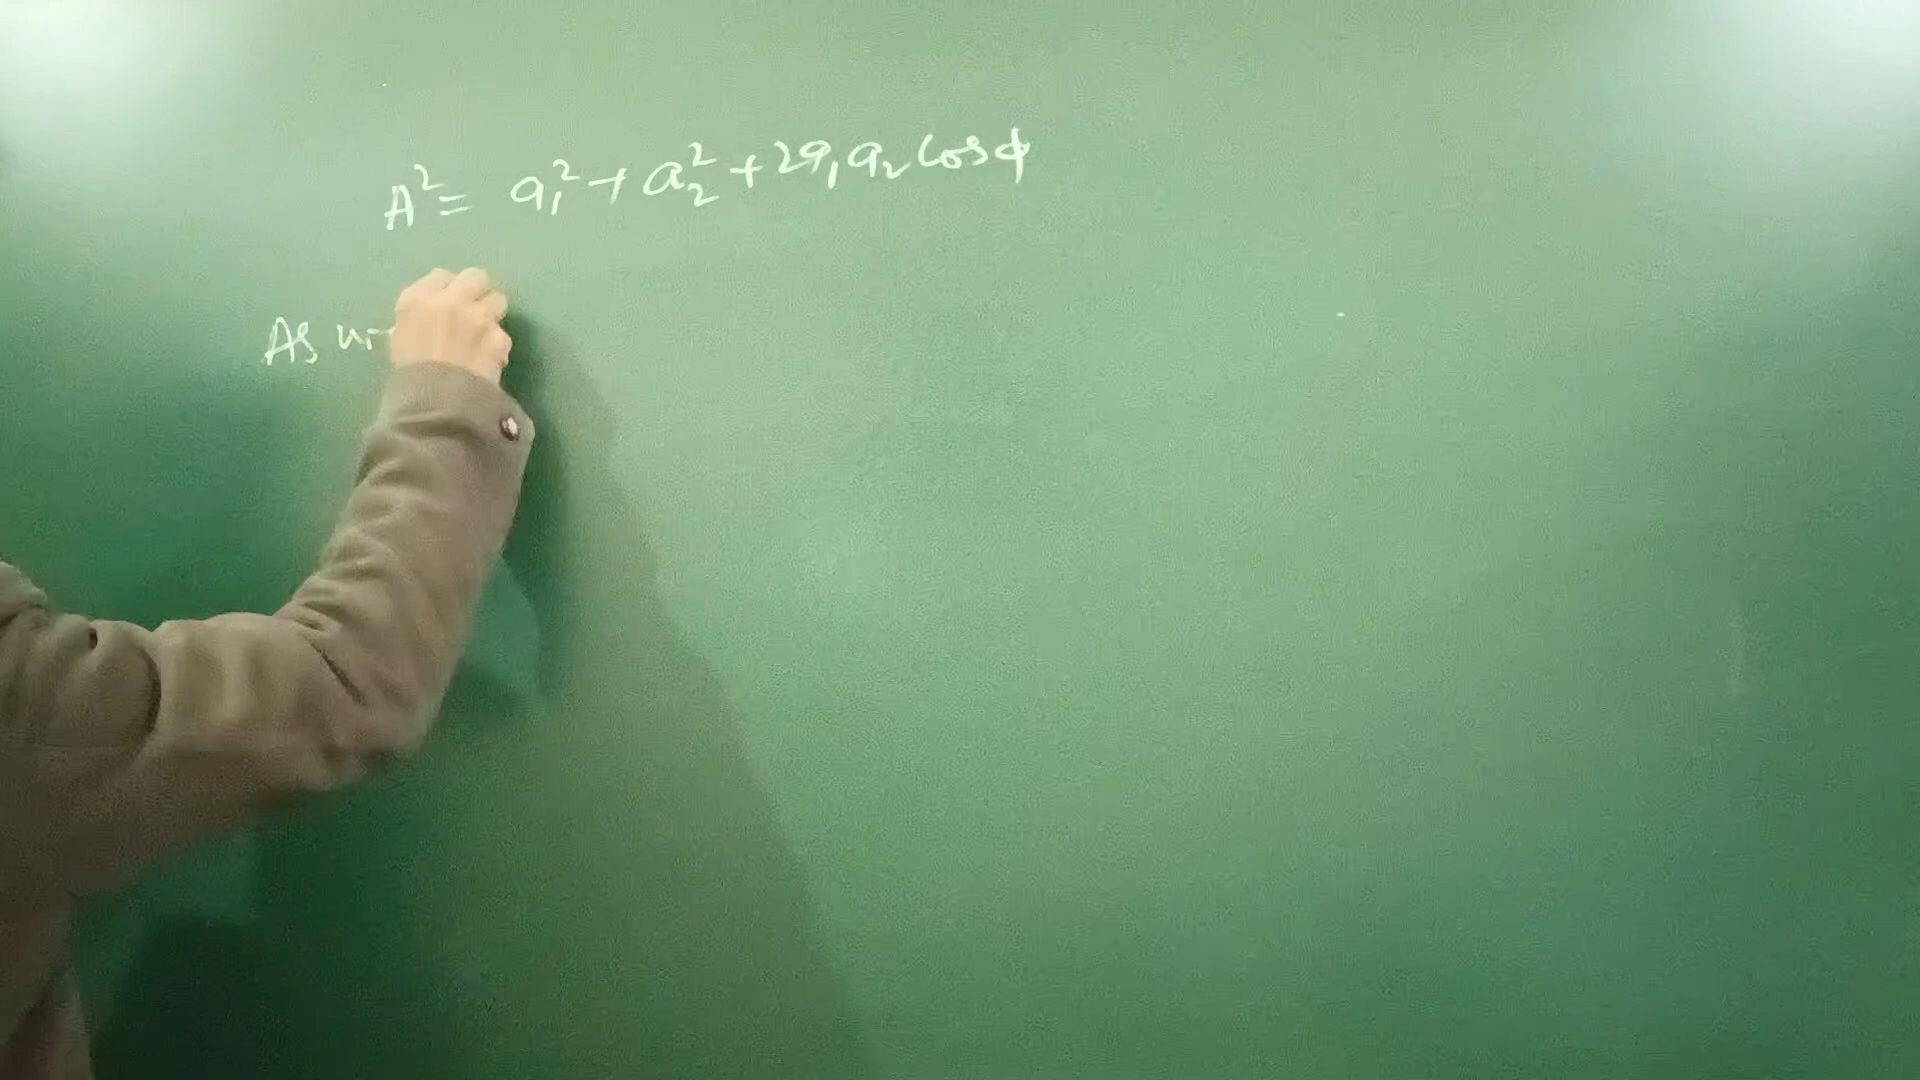 A² = a₁² + a₂² + 2a₁a₂ cosϕ
As